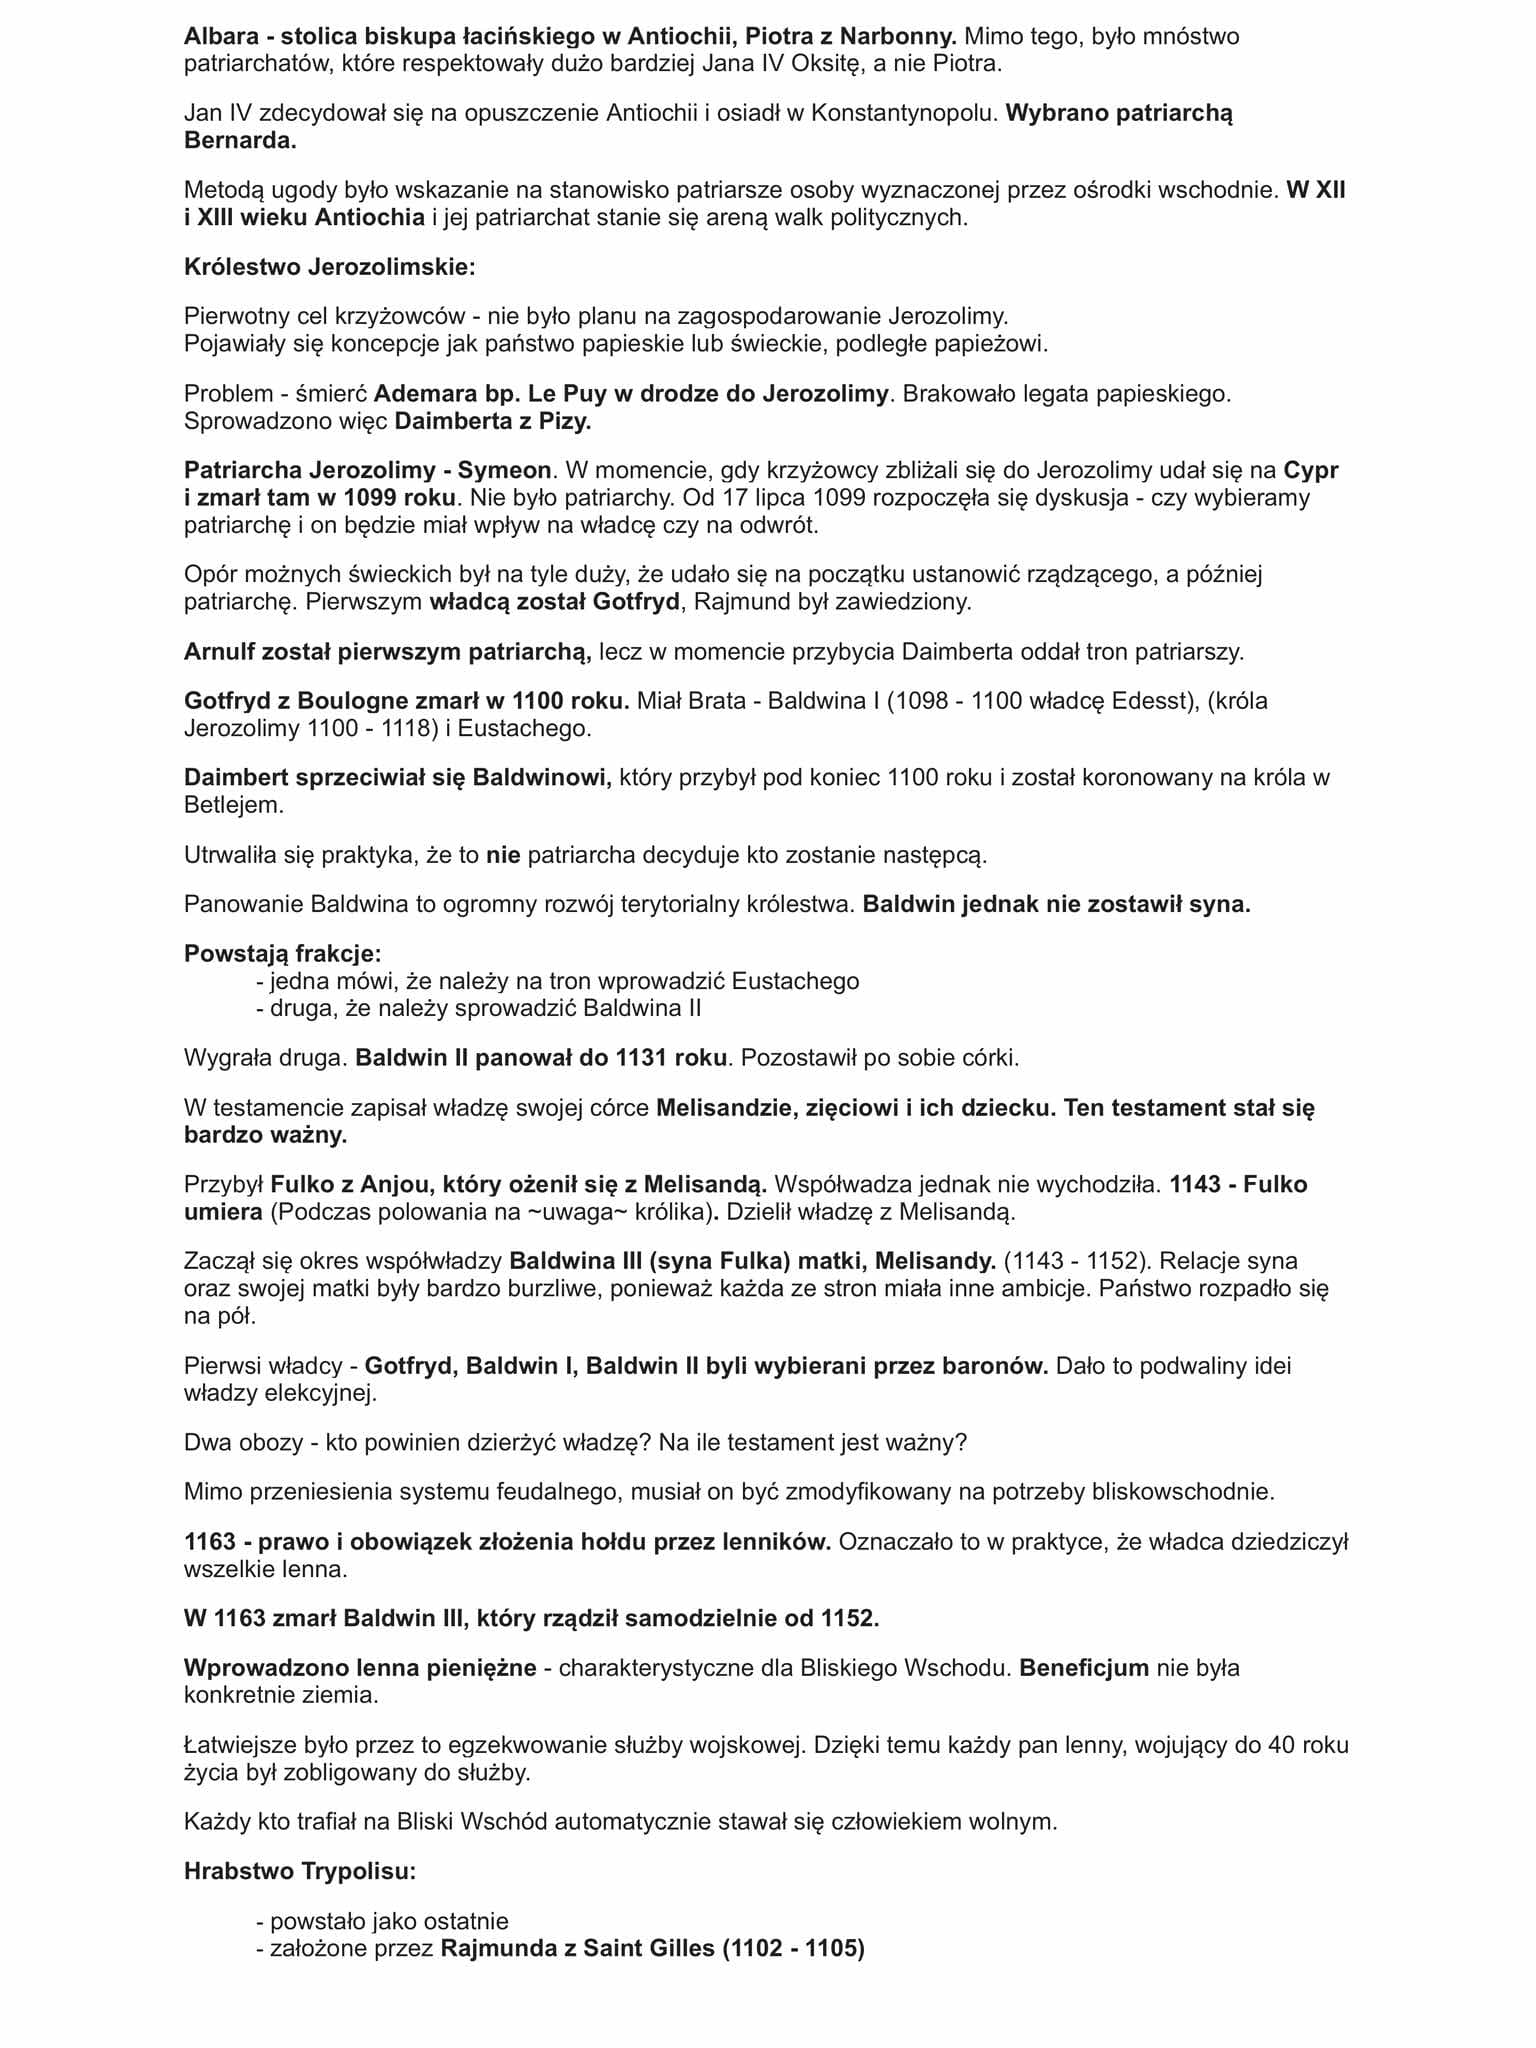 Albara - stolica biskupa łacińskiego w Antiochii, Piotra z Narbonny. Mimo tego, było mnóstwo
patriarchatów, które respektowały dużo bardziej Jana IV Oksitę, a nie Piotra.
Jan IV zdecydował się na opuszczenie Antiochii i osiadł w Konstantynopolu. Wybrano patriarchą
Bernarda.
Metodą ugody było wskazanie na stanowisko patriarsze osoby wyznaczonej przez ośrodki wschodnie. W XII
i XIII wieku Antiochia i jej patriarchat stanie się areną walk politycznych.
Królestwo Jerozolimskie:
Pierwotny cel krzyżowców - nie było planu na zagospodarowanie Jerozolimy.
Pojawiały się koncepcje jak państwo papieskie lub świeckie, podległe papieżowi.
Problem - śmierć Ademara bp. Le Puy w drodze do Jerozolimy. Brakowało legata papieskiego.
Sprowadzono więc Daimberta z Pizy.
Patriarcha Jerozolimy - Symeon. W momencie, gdy krzyżowcy zbliżali się do Jerozolimy udał się na Cypr
i zmarł tam w 1099 roku. Nie było patriarchy. Od 17 lipca 1099 rozpoczęła się dyskusja - czy wybieramy
patriarchę i on będzie miał wpływ na władcę czy na odwrót.
Opór możnych świeckich był na tyle duży, że udało się na początku ustanowić rządzącego, a później
patriarchę. Pierwszym władcą został Gotfryd, Rajmund był zawiedziony.
Arnulf został pierwszym patriarchą, lecz w momencie przybycia Daimberta oddał tron patriarszy.
Gotfryd z Boulogne zmarł w 1100 roku. Miał Brata - Baldwina I (1098 - 1100 władcę Edesst), (króla
Jerozolimy 1100 - 1118) i Eustachego.
Daimbert sprzeciwiał się Baldwinowi, który przybył pod koniec 1100 roku i został koronowany na króla w
Betlejem.
Utrwaliła się praktyka, że to nie patriarcha decyduje kto zostanie następcą.
Panowanie Baldwina to ogromny rozwój terytorialny królestwa. Baldwin jednak nie zostawił syna.
Powstają frakcje:
- jedna mówi, że należy na tron wprowadzić Eustachego
- druga, że należy sprowadzić Baldwina II
Wygrała druga. Baldwin II panował do 1131 roku. Pozostawił po sobie córki.
W testamencie zapisał władzę swojej córce Melisandzie, zięciowi i ich dziecku. Ten testament stał się
bardzo ważny.
Przybył Fulko z Anjou, który ożenił się z Melisandą. Współwadza jednak nie wychodziła. 1143 - Fulko
umiera (Podczas polowania na ~uwaga~ królika). Dzielił władzę z Melisandą.
Zaczął się okres współwładzy Baldwina III (syna Fulka) matki, Melisandy. (1143 - 1152). Relacje syna
oraz swojej matki były bardzo burzliwe, ponieważ każda ze stron miała inne ambicje. Państwo rozpadło się
na pół.
Pierwsi władcy - Gotfryd, Baldwin I, Baldwin II byli wybierani przez baronów. Dało to podwaliny idei
władzy elekcyjnej.
Dwa obozy - kto powinien dzierżyć władzę? Na ile testament jest ważny?
Mimo przeniesienia systemu feudalnego, musiał on być zmodyfikowany na potrzeby bliskowschodnie.
1163 - prawo i obowiązek złożenia hołdu przez lenników. Oznaczało to w praktyce, że władca dziedziczył
wszelkie lenna.
W 1163 zmarł Baldwin III, który rządził samodzielnie od 1152.
Wprowadzono lenna pieniężne - charakterystyczne dla Bliskiego Wschodu. Beneficjum nie była
konkretnie ziemia.
Łatwiejsze było przez to egzekwowanie służby wojskowej. Dzięki temu każdy pan lenny, wojujący do 40 roku
życia był zobligowany do służby.
Każdy kto trafiał na Bliski Wschód automatycznie stawał się człowiekiem wolnym.
Hrabstwo Trypolisu:
- powstało jako ostatnie
- założone przez Rajmunda z Saint Gilles (1102 - 1105)